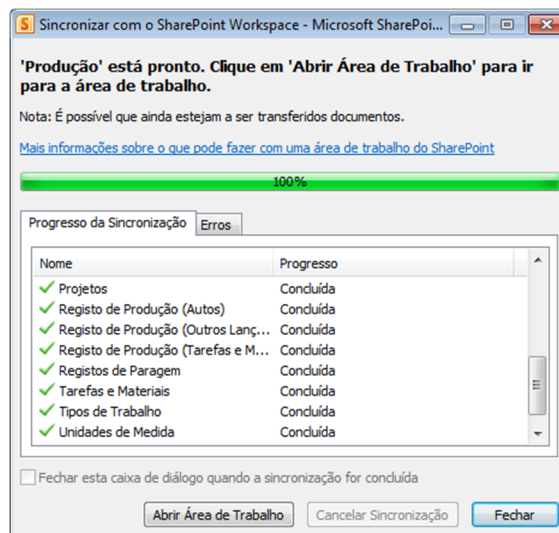 Sincronizar com o SharePoint Workspace - Microsoft SharePoi...
'Produção' está pronto. Clique em 'Abrir Área de Trabalho' para ir
para a área de trabalho.
Nota: É possível que ainda estejam a ser transferidos documentos.
Mais informações sobre o que pode fazer com uma área de trabalho do SharePoint
100%
Progresso da Sincronização Erros
Nome Progresso
Projetos Concluída
Registo de Produção (Autos) Concluída
Registo de Produção (Outros Lanç... Concluída
Registo de Produção (Tarefas e M... Concluída
Registos de Paragem Concluída
Tarefas e Materiais Concluída
Tipos de Trabalho Concluída
Unidades de Medida Concluída
Fechar esta caixa de diálogo quando a sincronização for concluída
Abrir Área de Trabalho Cancelar Sincronização Fechar